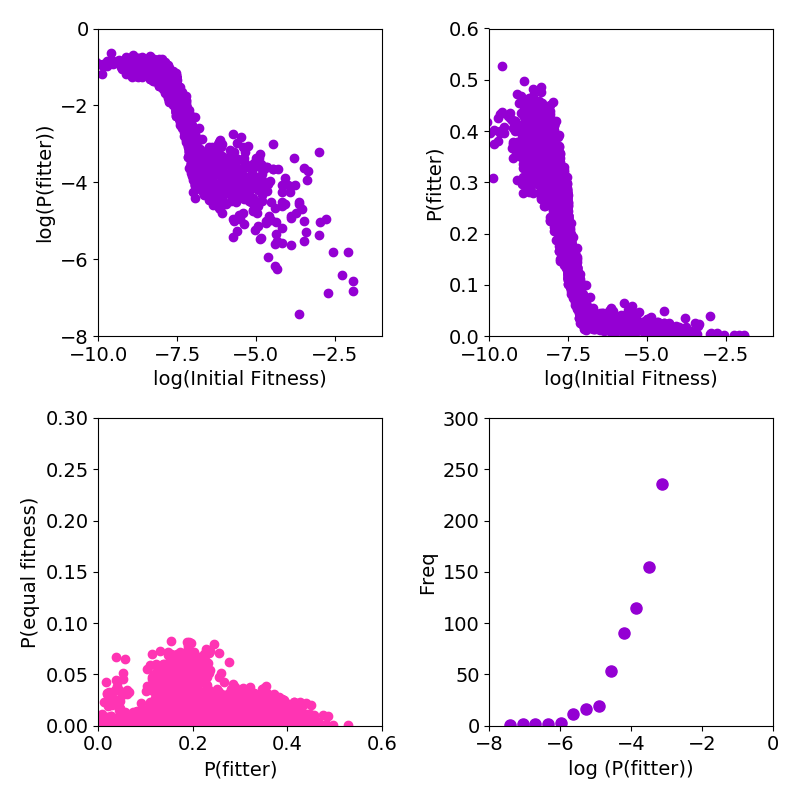 0
−2
−4
−6
−8
log(P(fitter))
−10.0 −7.5 −5.0 −2.5
log(Initial Fitness)
0.6
0.5
0.4
0.3
0.2
0.1
0.0
P(fitter)
−10.0 −7.5 −5.0 −2.5
log(Initial Fitness)
0.30
0.25
0.20
0.15
0.10
0.05
0.00
P(equal fitness)
0.0 0.2 0.4 0.6
P(fitter)
300
250
200
150
100
50
0
Freq
−8 −6 −4 −2 0
log (P(fitter))